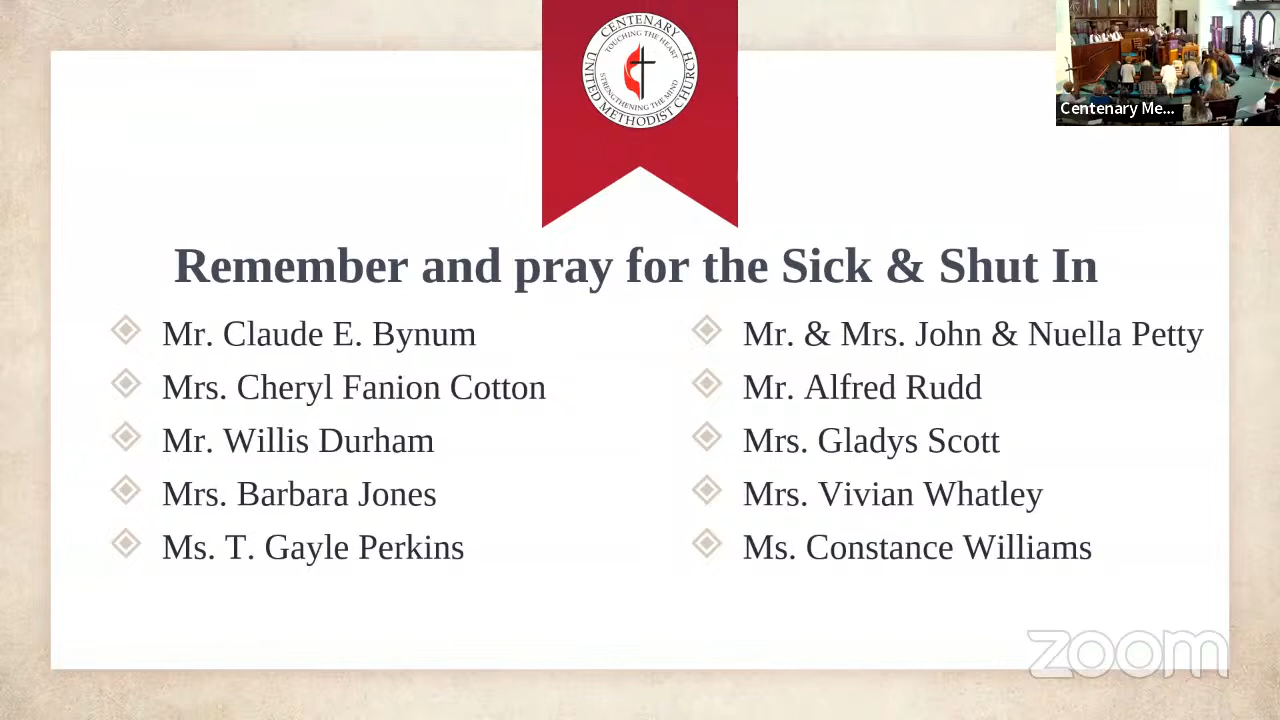 CENTENARY
TOUCHING THE HEART
STRENGTHENING THE MIND
UNITED METHODIST CHURCH
Centenary Me...
Remember and pray for the Sick & Shut In
Mr. Claude E. Bynum
Mrs. Cheryl Fanion Cotton
Mr. Willis Durham
Mrs. Barbara Jones
Ms. T. Gayle Perkins
Mr. & Mrs. John & Nuella Petty
Mr. Alfred Rudd
Mrs. Gladys Scott
Mrs. Vivian Whatley
Ms. Constance Williams
zoom